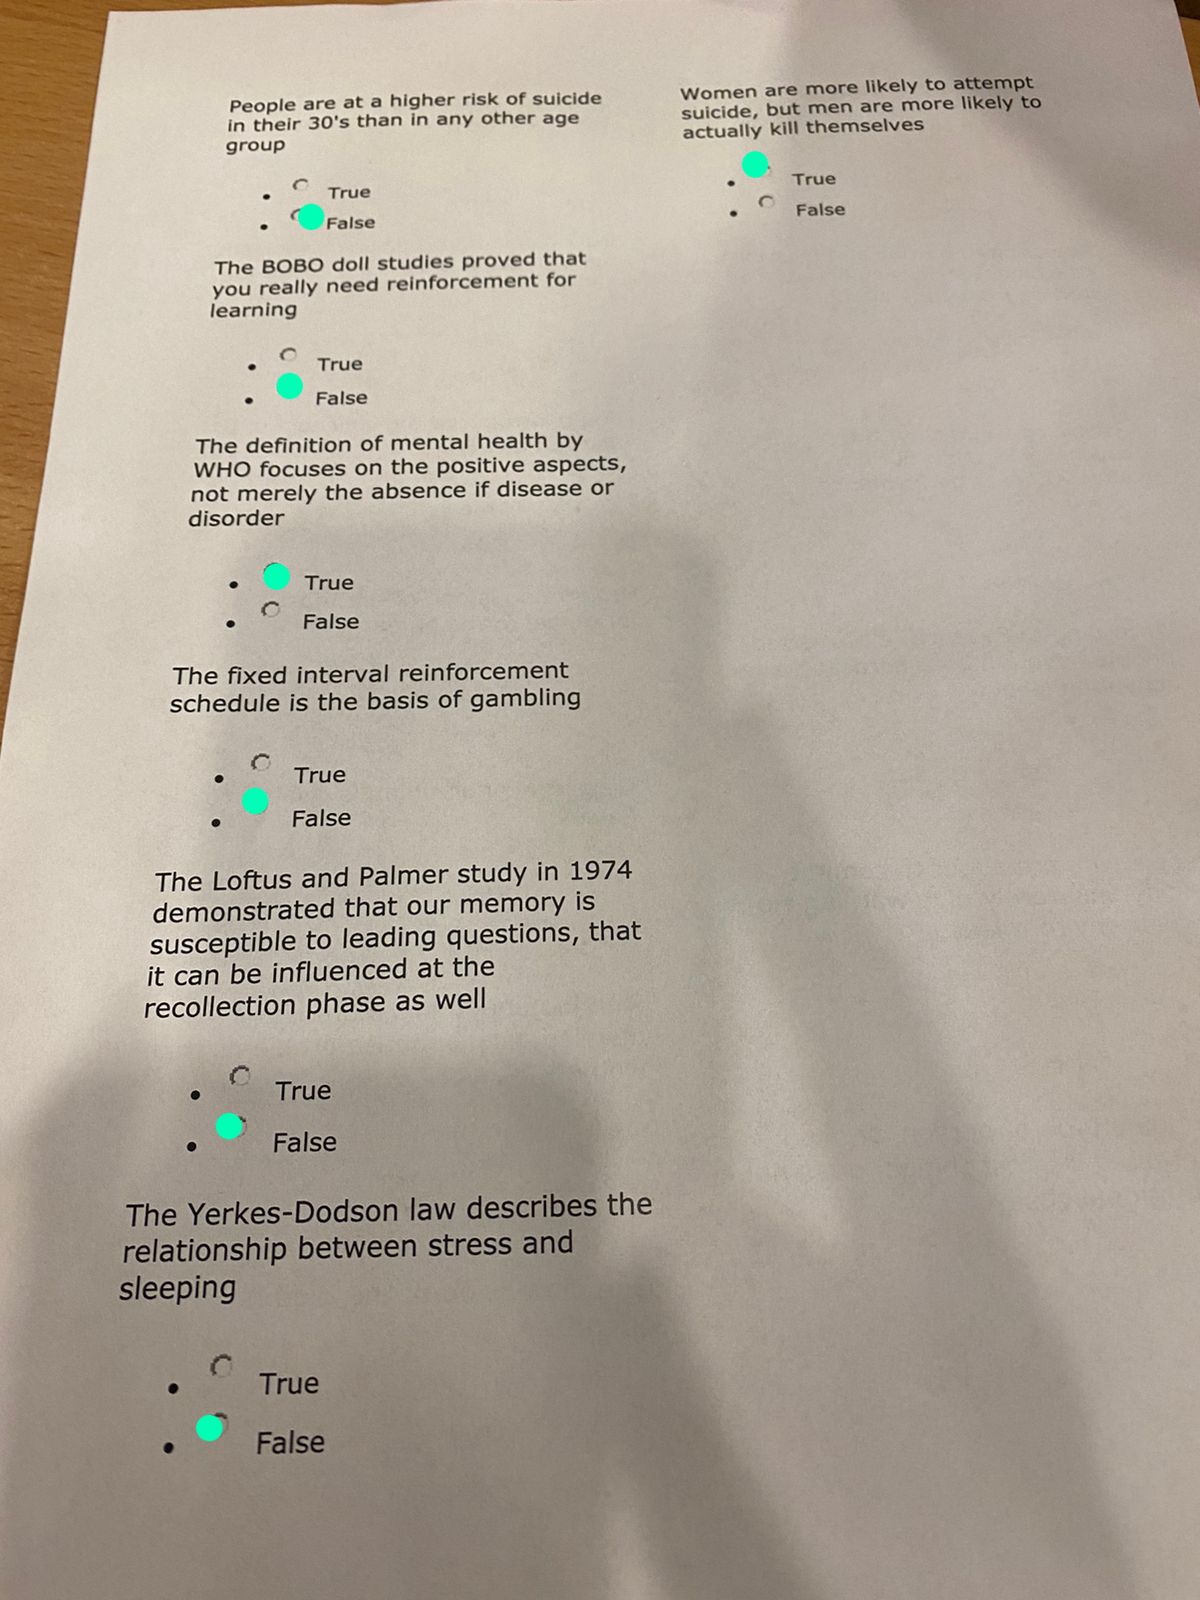 People are at a higher risk of suicide
in their 30's than in any other age
group
True
False
The BOBO doll studies proved that
you really need reinforcement for
learning
True
False
The definition of mental health by
WHO focuses on the positive aspects,
not merely the absence if disease or
disorder
True
False
The fixed interval reinforcement
schedule is the basis of gambling
True
False
The Loftus and Palmer study in 1974
demonstrated that our memory is
susceptible to leading questions, that
it can be influenced at the
recollection phase as well
True
False
The Yerkes-Dodson law describes the
relationship between stress and
sleeping
True
False
Women are more likely to attempt
suicide, but men are more likely to
actually kill themselves
True
False